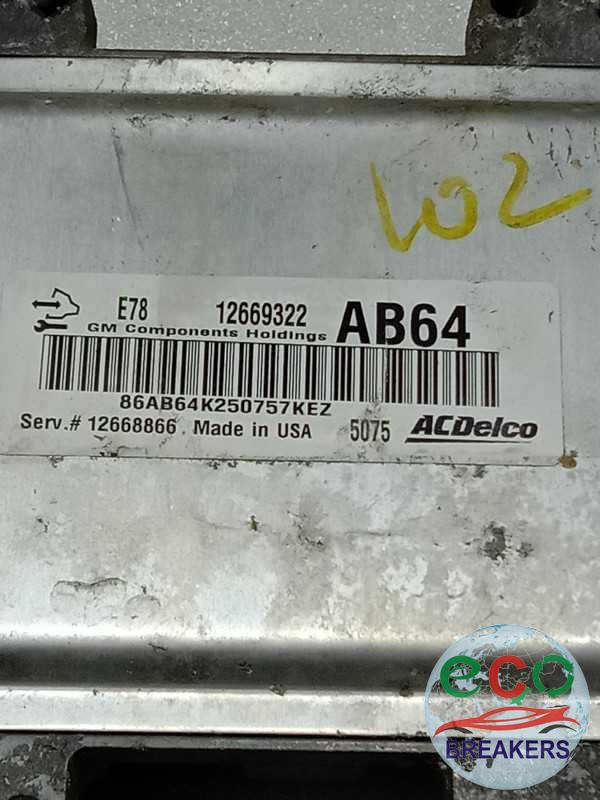 102
E78 12669322 AB64
GM Components Holdings
86AB64K250757KEZ
Serv.# 12668866 Made in USA 5075 ACDelco
eco
BREAKERS